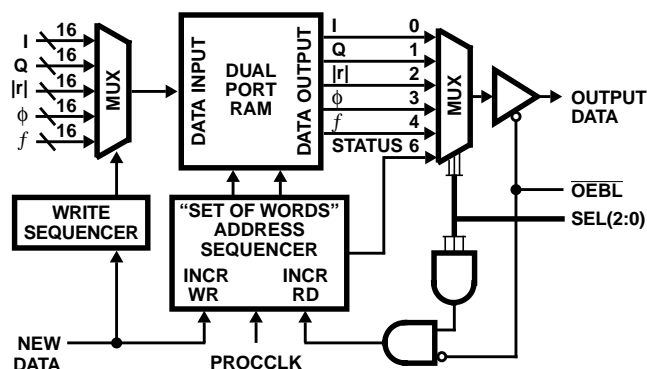 I 16
Q 16
|r| 16
ϕ 16
f 16
MUX
DATA INPUT
DUAL
PORT
RAM
DATA OUTPUT
I 0
Q 1
|r| 2
ϕ 3
f 4
STATUS 6
MUX
OUTPUT
DATA
OEBL
SEL(2:0)
WRITE
SEQUENCER
“SET OF WORDS”
ADDRESS
SEQUENCER
INCR
WR
INCR
RD
NEW
DATA
PROCCLK